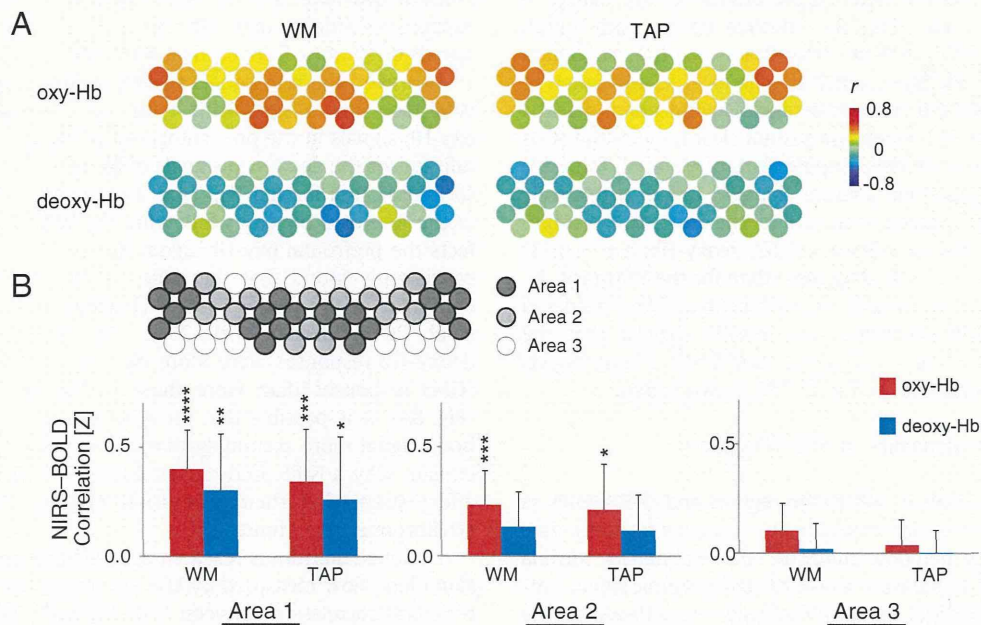 A
WM
TAP
oxy-Hb
deoxy-Hb
r
0.8
0
-0.8
B
Area 1
Area 2
Area 3
oxy-Hb
deoxy-Hb
NIRS–BOLD
Correlation [Z]
0.5
0.0
****
**
****
*
WM
TAP
Area 1
0.5
0.0
***
*
WM
TAP
Area 2
0.5
0.0
WM
TAP
Area 3